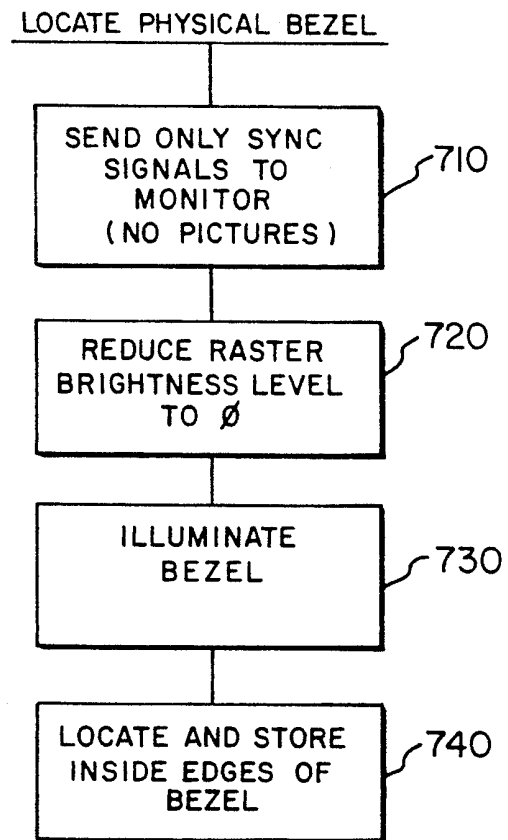 LOCATE PHYSICAL BEZEL
SEND ONLY SYNC
SIGNALS TO
MONITOR
(NO PICTURES)
710
REDUCE RASTER
BRIGHTNESS LEVEL
TO Ø
720
ILLUMINATE
BEZEL
730
LOCATE AND STORE
INSIDE EDGES OF
BEZEL
740